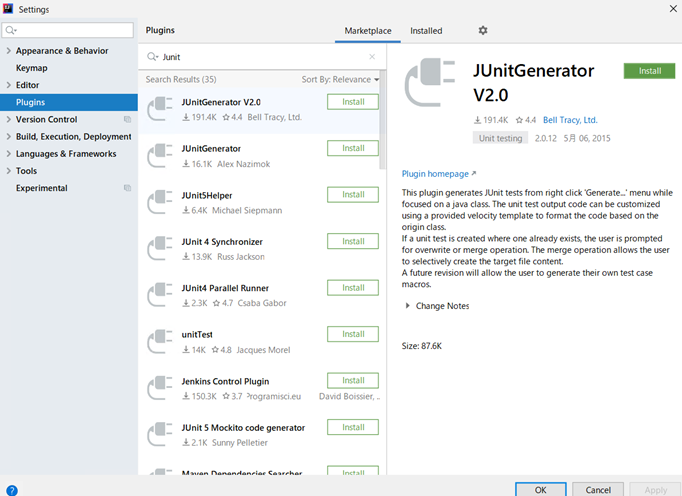 Settings
Plugins
Marketplace
Installed
Appearance & Behavior
Keymap
Editor
Plugins
Version Control
Build, Execution, Deployment
Languages & Frameworks
Tools
Experimental
Junit
Search Results (35)
Sort By: Relevance
JUnitGenerator V2.0
Install
191.4K 4.4 Bell Tracy, Ltd.
JUnitGenerator
Install
16.1K Alex Nazimok
JUnit5Helper
Install
6.4K Michael Siepmann
JUnit 4 Synchronizer
Install
13.9K Russ Jackson
JUnit4 Parallel Runner
Install
2.3K 4.7 Csaba Gabor
unitTest
Install
14K 4.8 Jacques Morel
Jenkins Control Plugin
Install
150.3K 3.7 ?rogramisci.eu David Boissier, ..
JUnit 5 Mockito code generator
Install
2.1K Sunny Pelletier
Maven Dependencies Searcher
Install
JUnitGenerator
V2.0
Install
191.4K 4.4 Bell Tracy, Ltd.
Unit testing 2.0.12 5月 06, 2015
Plugin homepage
This plugin generates JUnit tests from right click 'Generate...' menu while
focused on a java class. The unit test output code can be customized
using a provided velocity template to format the code based on the
origin class.
If a unit test is created where one already exists, the user is prompted
for overwrite or merge operation. The merge operation allows the user
to selectively create the target file content.
A future revision will allow the user to generate their own test case
macros.
Change Notes
Size: 87.6K
?
OK
Cancel
Apply